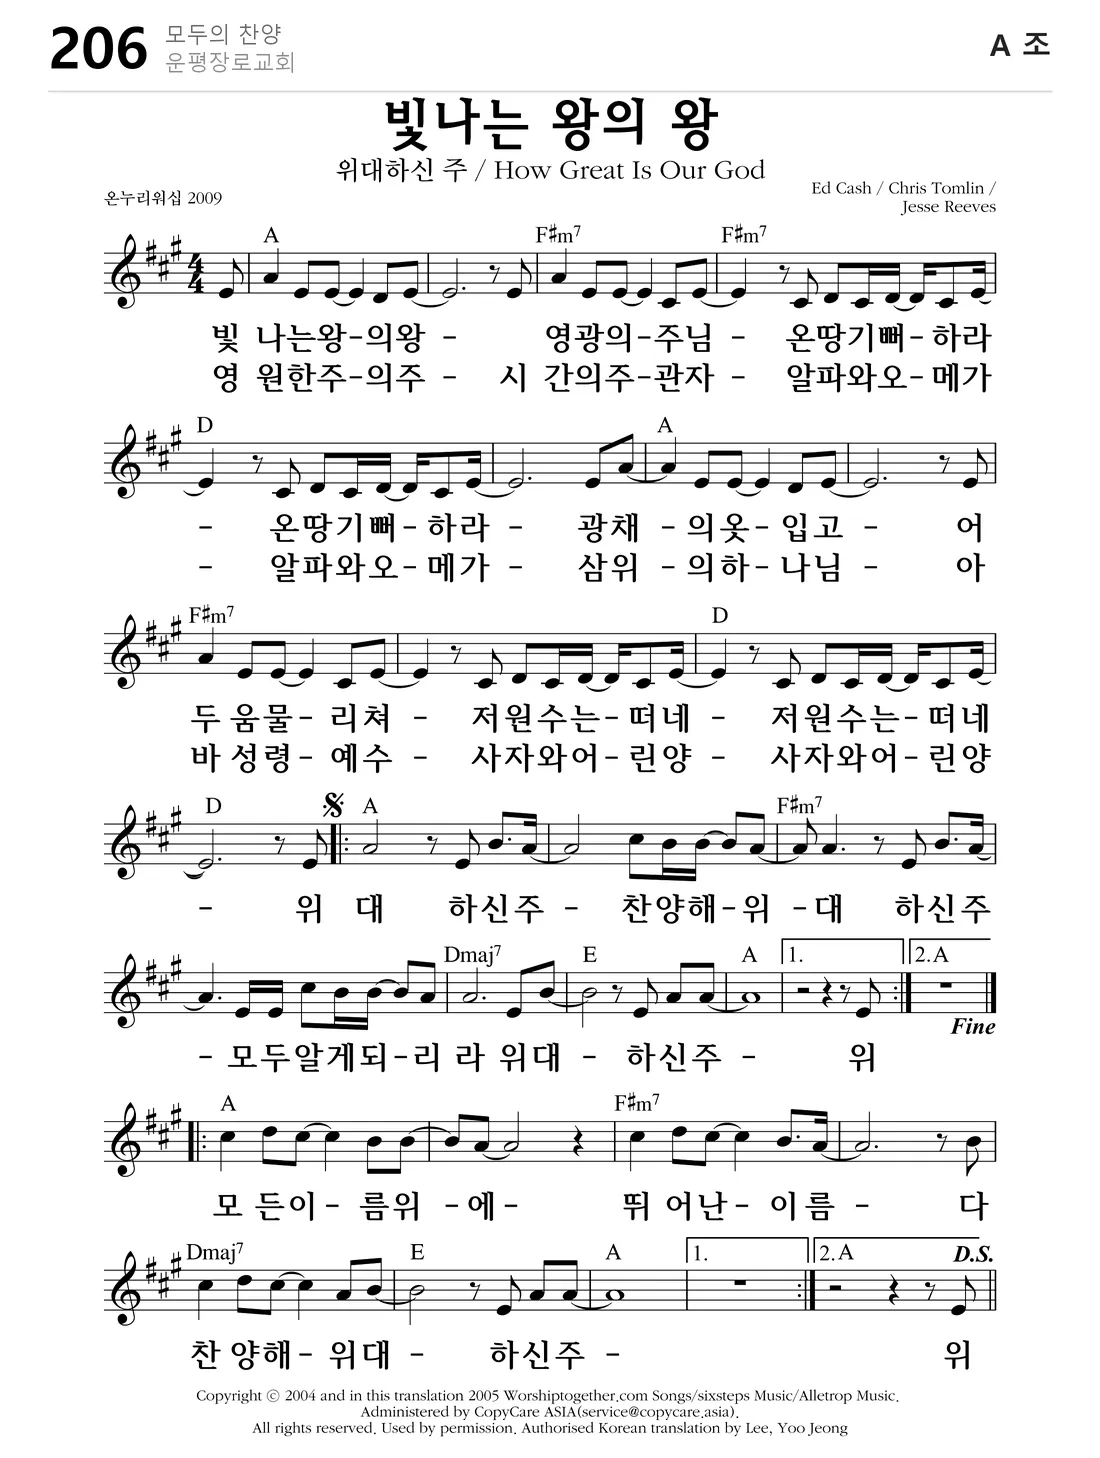 206
모두의 찬양
운평장로교회
A 조
빛나는 왕의 왕
위대하신 주 / How Great Is Our God
온누리워십 2009
Ed Cash / Chris Tomlin /
Jesse Reeves
A F#m7 F#m7
빛 나는왕-의왕 - 영광의-주님 - 온땅기뻐-하라
영 원한주-의주 - 시 간의주-관자 - 알파와오-메가
D A
- 온땅기뻐-하라 - 광채 -의옷-입고 - 어
- 알파와오-메가 - 삼위 -의하-나님 - 아
F#m7 D
두 움물- 리쳐 - 저원수는-떠네 - 저원수는-떠네
바 성령- 예수 - 사자와어-린양 - 사자와어-린양
D A F#m7
- 위 대 하신주 - 찬양해-위 -대 하신주
Dmaj7 E A 1. 2. A
Fine
- 모두알게되-리 라 위대 - 하신주 - 위
A F#m7
모 든이- 름위 -에- 뛰 어난-이름 - 다
Dmaj7 E A 1. 2. A D.S.
찬 양해- 위대 - 하신주 - 위
Copyright ⓒ 2004 and in this translation 2005 Worshiptogether.com Songs/sixsteps Music/Alletrop Music.
Administered by CopyCare ASIA(service@copycare.asia).
All rights reserved. Used by permission. Authorised Korean translation by Lee, Yoo Jeong